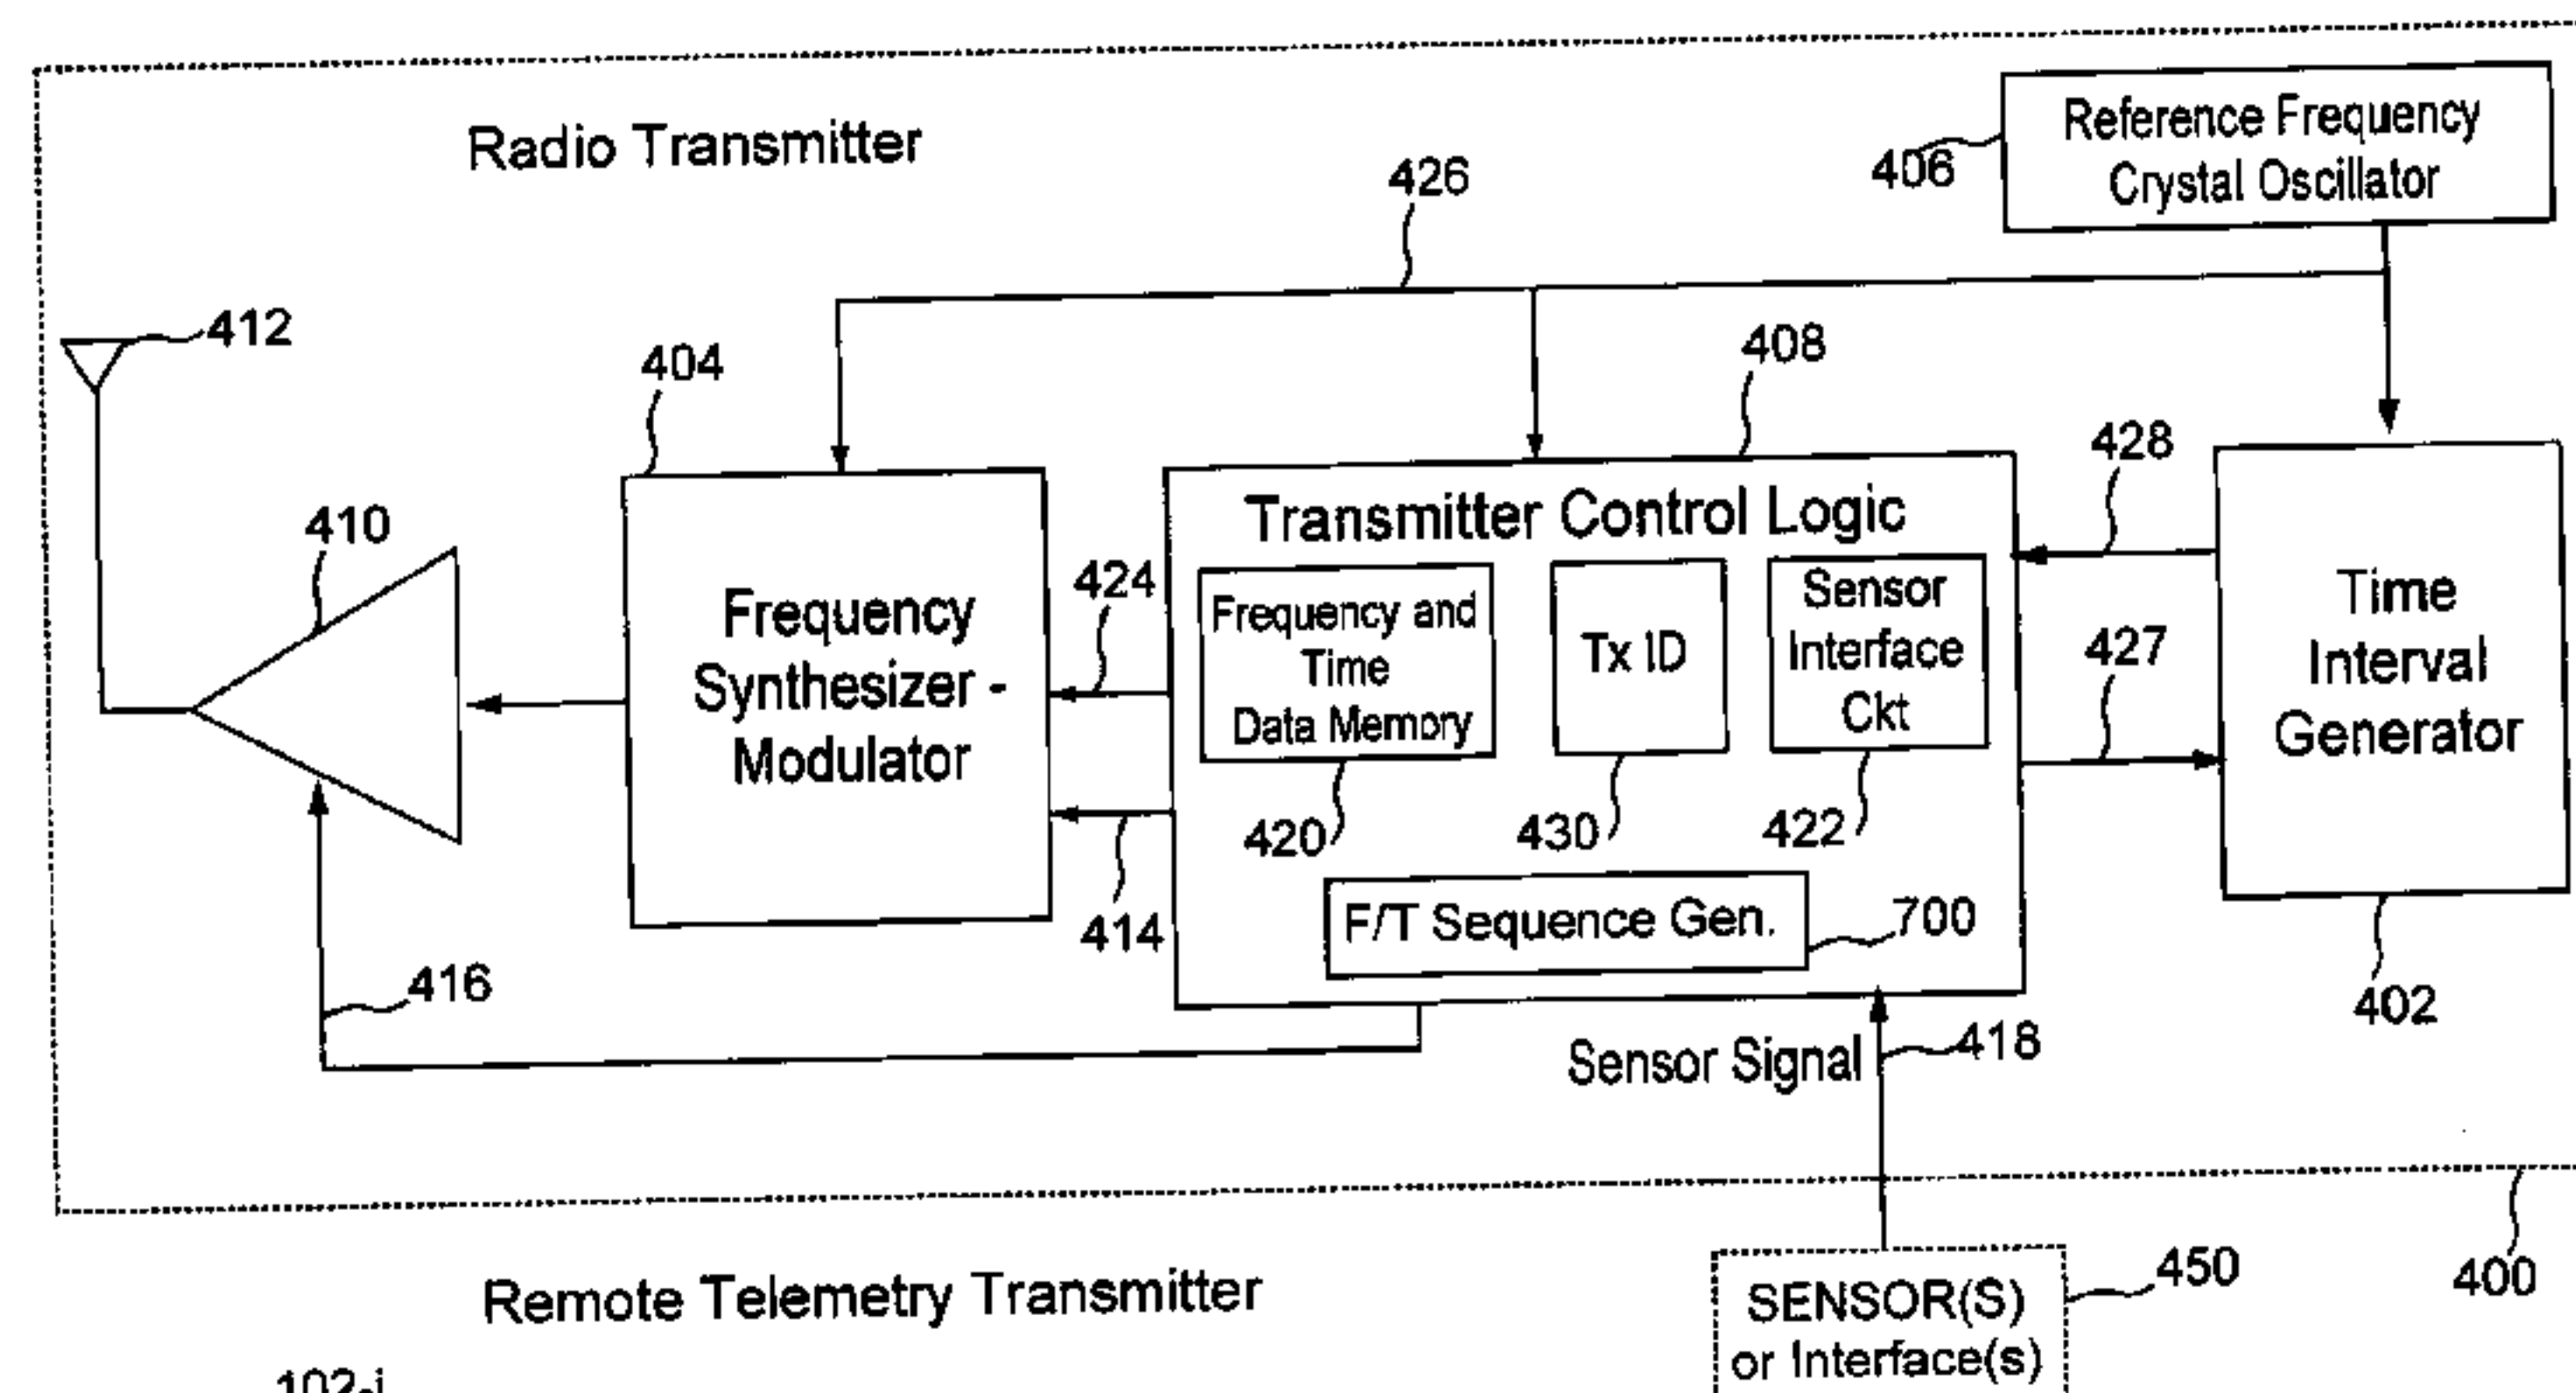 Radio Transmitter
Reference Frequency
Crystal Oscillator
406
426
412
404
408
428
410
Transmitter Control Logic
424
Frequency
Synthesizer -
Modulator
Frequency and
Time
Data Memory
Tx ID
Sensor
Interface
Ckt
427
Time
Interval
Generator
420
430
422
414
F/T Sequence Gen.
700
416
402
Sensor Signal
418
Remote Telemetry Transmitter
SENSOR(S)
or Interface(s)
450
400